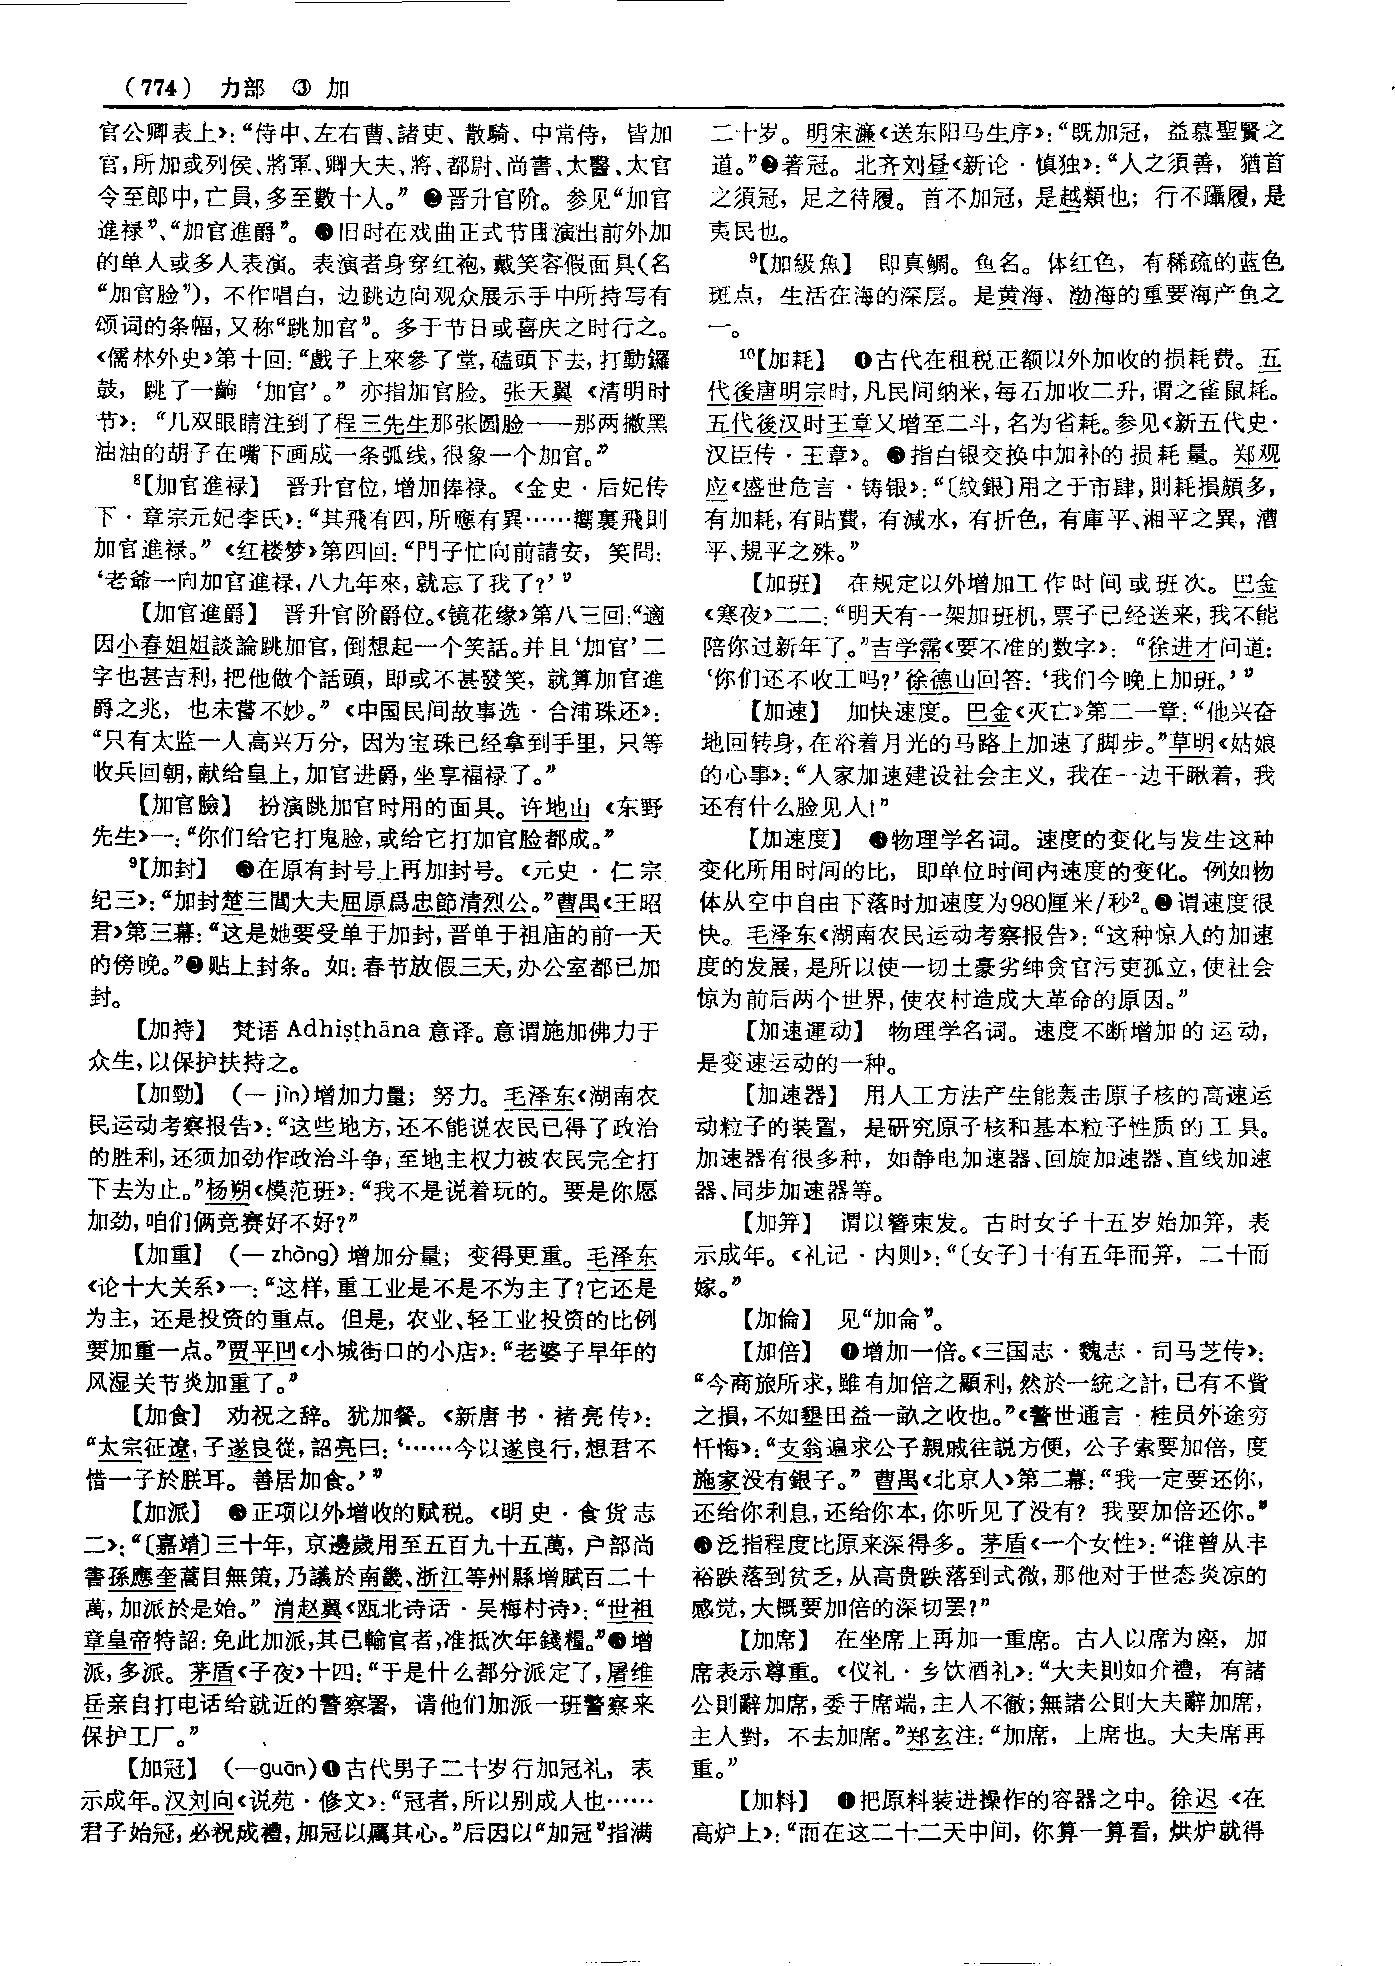 (774) 力部 ③ 加
官公卿表上》：“侍中、左右曹、諸吏、散騎、中常侍，皆加
官，所加或列侯、將軍、卿大夫、將、都尉、尚書、太醫、太官
令至郎中，亡員，多至數十人。”❷晋升官阶。参见“加官
進禄”、“加官進爵”。❸旧时在戏曲正式节目演出前外加
的单人或多人表演。表演者身穿红袍，戴笑容假面具（名
“加官脸”），不作唱白，边跳边向观众展示手中所持写有
颂词的条幅，又称“跳加官”。多于节日或喜庆之时行之。
《儒林外史》第十回：“戲子上來參了堂，磕頭下去，打動鑼
鼓，跳了一齣‘加官’。”亦指加官脸。张天翼《清明时
节》：“几双眼睛注到了程三先生那张圆脸——那两撇黑
油油的胡子在嘴下画成一条弧线，很象一个加官。”
⁸【加官進禄】 晋升官位，增加俸禄。《金史·后妃传
下·章宗元妃李氏》：“其飛有四，所應有異……嚮裏飛則
加官進禄。”《红楼梦》第四回：“門子忙向前請安，笑問：
‘老爺一向加官進禄，八九年來，就忘了我了？’”
【加官進爵】 晋升官阶爵位。《镜花缘》第八三回：“適
因小春姐姐談論跳加官，倒想起一个笑話。并且‘加官’二
字也甚吉利，把他做个話頭，即或不甚發笑，就算加官進
爵之兆，也未嘗不妙。”《中国民间故事选·合浦珠还》：
“只有太监一人高兴万分，因为宝珠已经拿到手里，只等
收兵回朝，献给皇上，加官进爵，坐享福禄了。”
【加官臉】 扮演跳加官时用的面具。许地山《东野
先生》一：“你们给它打鬼脸，或给它打加官脸都成。”
⁹【加封】 ❶在原有封号上再加封号。《元史·仁宗
纪三》：“加封楚三閭大夫屈原爲忠節清烈公。”曹禺《王昭
君》第三幕：“这是她要受单于加封，晋单于祖庙的前一天
的傍晚。”❷贴上封条。如：春节放假三天，办公室都已加
封。
【加持】 梵语 Adhiṣṭhāna 意译。意谓施加佛力于
众生，以保护扶持之。
【加勁】 （—jìn）增加力量；努力。毛泽东《湖南农
民运动考察报告》：“这些地方，还不能说农民已得了政治
的胜利，还须加劲作政治斗争，至地主权力被农民完全打
下去为止。”杨朔《模范班》：“我不是说着玩的。要是你愿
加劲，咱们俩竞赛好不好？”
【加重】 （—zhòng）增加分量；变得更重。毛泽东
《论十大关系》一：“这样，重工业是不是不为主了？它还是
为主，还是投资的重点。但是，农业、轻工业投资的比例
要加重一点。”贾平凹《小城街口的小店》：“老婆子早年的
风湿关节炎加重了。”
【加食】 劝祝之辞。犹加餐。《新唐书·褚亮传》：
“太宗征遼，子遂良從，詔亮曰：‘……今以遂良行，想君不
惜一子於朕耳。善居加食。’”
【加派】 ❶正项以外增收的赋税。《明史·食货志
二》：“〔嘉靖〕三十年，京邊歲用至五百九十五萬，户部尚
書孫應奎蒿目無策，乃議於南畿、浙江等州縣增賦百二十
萬，加派於是始。”清赵翼《瓯北诗话·吴梅村诗》：“世祖
章皇帝特詔：免此加派，其已輸官者，准抵次年錢糧。”❷增
派，多派。茅盾《子夜》十四：“于是什么都分派定了，屠维
岳亲自打电话给就近的警察署，请他们加派一班警察来
保护工厂。”
【加冠】 （—guān）❶古代男子二十岁行加冠礼，表
示成年。汉刘向《说苑·修文》：“冠者，所以别成人也……
君子始冠，必祝成禮，加冠以厲其心。”后因以“加冠”指满
二十岁。明宋濂《送东阳马生序》：“既加冠，益慕聖賢之
道。”❷著冠。北齐刘昼《新论·慎独》：“人之須善，猶首
之須冠，足之待履。首不加冠，是越類也；行不躡履，是
夷民也。
⁹【加級魚】 即真鲷。鱼名。体红色，有稀疏的蓝色
斑点，生活在海的深层。是黄海、渤海的重要海产鱼之
一。
¹⁰【加耗】 ❶古代在租税正额以外加收的损耗费。五
代後唐明宗时，凡民间纳米，每石加收二升，谓之雀鼠耗。
五代後汉时王章又增至二斗，名为省耗。参见《新五代史·
汉臣传·王章》。❷指白银交换中加补的损耗量。郑观
应《盛世危言·铸银》：“〔紋銀〕用之于市肆，則耗損頗多，
有加耗，有貼費，有減水，有折色，有庫平、湘平之異，漕
平、規平之殊。”
【加班】 在规定以外增加工作时间或班次。巴金
《寒夜》二二：“明天有一架加班机，票子已经送来，我不能
陪你过新年了。”吉学霈《要不准的数字》：“徐进才问道：
‘你们还不收工吗？’徐德山回答：‘我们今晚上加班。’”
【加速】 加快速度。巴金《灭亡》第二一章：“他兴奋
地回转身，在浴着月光的马路上加速了脚步。”草明《姑娘
的心事》：“人家加速建设社会主义，我在一边干瞅着，我
还有什么脸见人！”
【加速度】 ❶物理学名词。速度的变化与发生这种
变化所用时间的比，即单位时间内速度的变化。例如物
体从空中自由下落时加速度为980厘米/秒²。❷谓速度很
快。毛泽东《湖南农民运动考察报告》：“这种惊人的加速
度的发展，是所以使一切土豪劣绅贪官污吏孤立，使社会
惊为前后两个世界，使农村造成大革命的原因。”
【加速運动】 物理学名词。速度不断增加的运动，
是变速运动的一种。
【加速器】 用人工方法产生能轰击原子核的高速运
动粒子的装置，是研究原子核和基本粒子性质的工具。
加速器有很多种，如静电加速器、回旋加速器、直线加速
器、同步加速器等。
【加笄】 谓以簪束发。古时女子十五岁始加笄，表
示成年。《礼记·内则》：“〔女子〕十有五年而笄，二十而
嫁。”
【加倫】 见“加侖”。
【加倍】 ❶增加一倍。《三国志·魏志·司马芝传》：
“今商旅所求，雖有加倍之顯利，然於一統之計，已有不貲
之損，不如墾田益一畝之收也。”《警世通言·桂员外途穷
忏悔》：“支翁遍求公子親戚往説方便，公子索要加倍，度
施家没有銀子。”曹禺《北京人》第二幕：“我一定要还你，
还给你利息，还给你本，你听见了没有？我要加倍还你。”
❷泛指程度比原来深得多。茅盾《一个女性》：“谁曾从丰
裕跌落到贫乏，从高贵跌落到式微，那他对于世态炎凉的
感觉，大概要加倍的深切罢？”
【加席】 在坐席上再加一重席。古人以席为座，加
席表示尊重。《仪礼·乡饮酒礼》：“大夫則如介禮，有諸
公則辭加席，委于席端，主人不徹；無諸公則大夫辭加席，
主人對，不去加席。”郑玄注：“加席，上席也。大夫席再
重。”
【加料】 ❶把原料装进操作的容器之中。徐迟《在
高炉上》：“而在这二十二天中间，你算一算看，烘炉就得